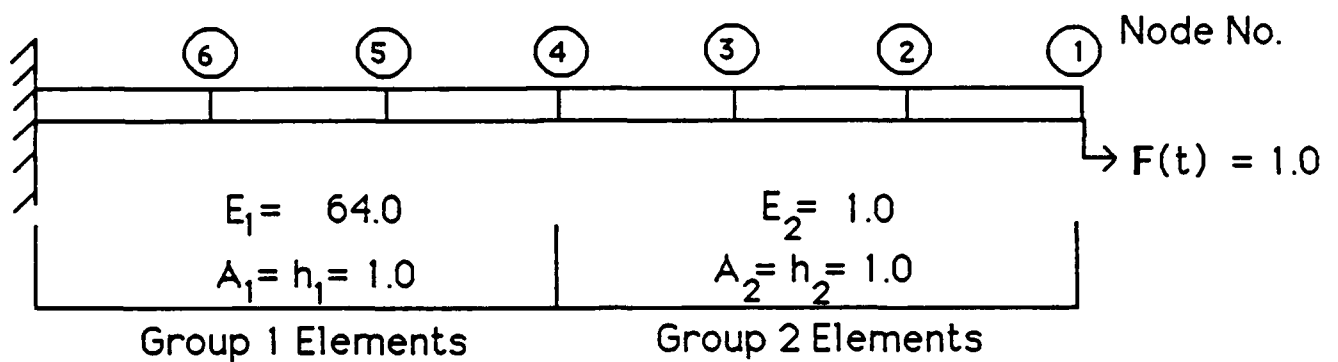 6 5 4 3 2 1 Node No.
F(t) = 1.0
E₁= 64.0 E₂= 1.0
A₁= h₁= 1.0 A₂= h₂= 1.0
Group 1 Elements Group 2 Elements